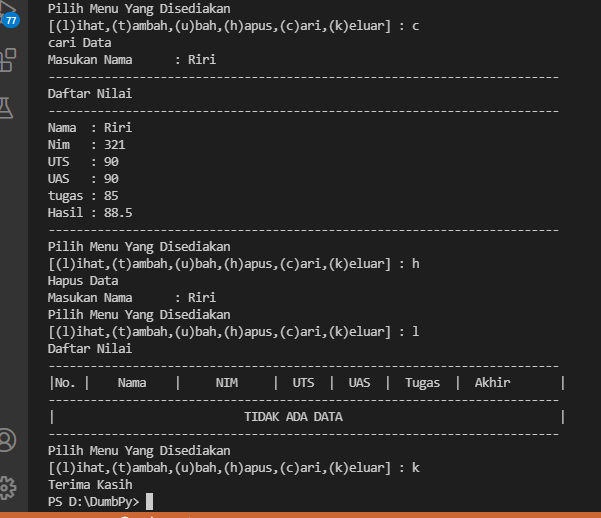 Pilih Menu Yang Disediakan
[(l)ihat,(t)ambah,(u)bah,(h)apus,(c)ari,(k)eluar] : c
cari Data
Masukan Nama      : Riri
-------------------------------------------------------------------------
Daftar Nilai
-------------------------------------------------------------------------
Nama  : Riri
Nim   : 321
UTS   : 90
UAS   : 90
tugas : 85
Hasil : 88.5
-------------------------------------------------------------------------
Pilih Menu Yang Disediakan
[(l)ihat,(t)ambah,(u)bah,(h)apus,(c)ari,(k)eluar] : h
Hapus Data
Masukan Nama      : Riri
Pilih Menu Yang Disediakan
[(l)ihat,(t)ambah,(u)bah,(h)apus,(c)ari,(k)eluar] : l
Daftar Nilai
-------------------------------------------------------------------------
|No. |    Nama    |     NIM     |  UTS  |  UAS  |  Tugas  |  Akhir       |
-------------------------------------------------------------------------
|                           TIDAK ADA DATA                               |
-------------------------------------------------------------------------
Pilih Menu Yang Disediakan
[(l)ihat,(t)ambah,(u)bah,(h)apus,(c)ari,(k)eluar] : k
Terima Kasih
PS D:\DumbPy>
77